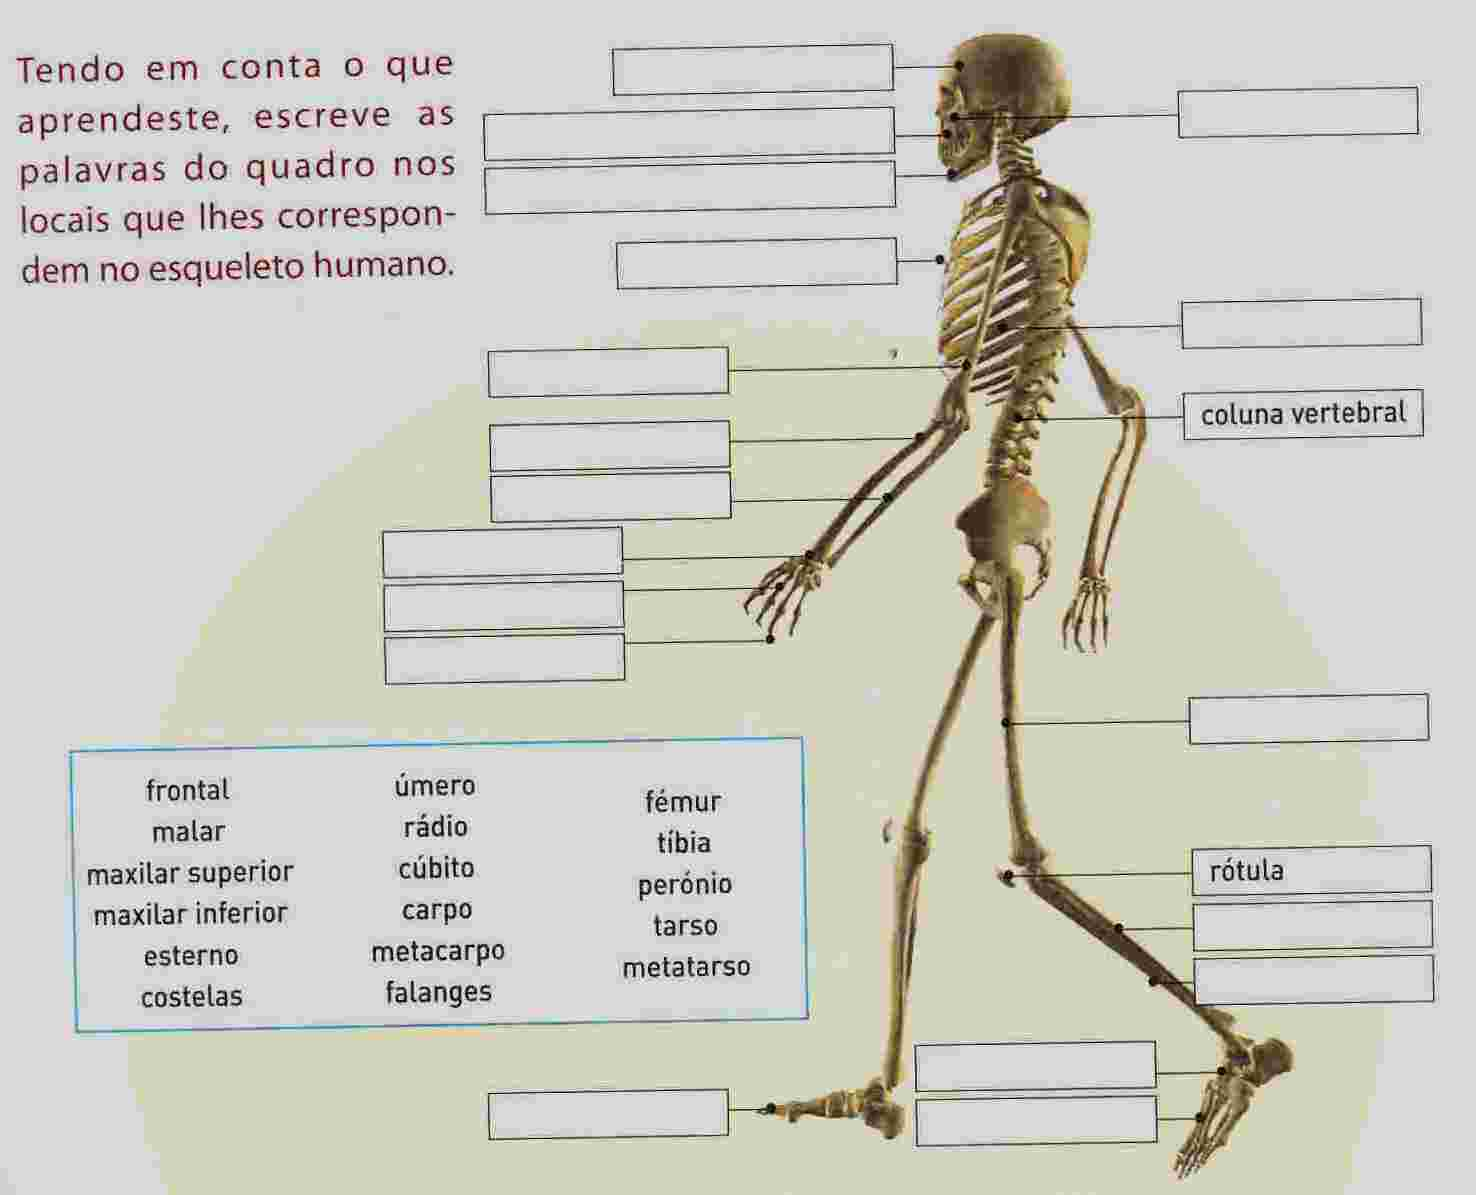 Tendo em conta o que
aprendeste, escreve as
palavras do quadro nos
locais que lhes correspon-
dem no esqueleto humano.
coluna vertebral
rótula
frontal
malar
maxilar superior
maxilar inferior
esterno
costelas
úmero
rádio
cúbito
carpo
metacarpo
falanges
fémur
tíbia
perónio
tarso
metatarso